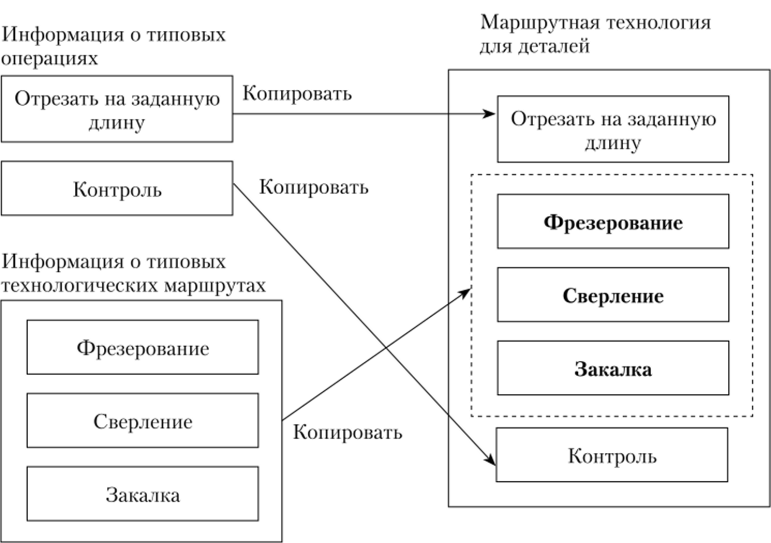 Информация о типовых
операциях
Отрезать на заданную
длину
Копировать
Контроль
Копировать
Информация о типовых
технологических маршрутах
Фрезерование
Сверление
Закалка
Копировать
Маршрутная технология
для деталей
Отрезать на заданную
длину
Фрезерование
Сверление
Закалка
Контроль